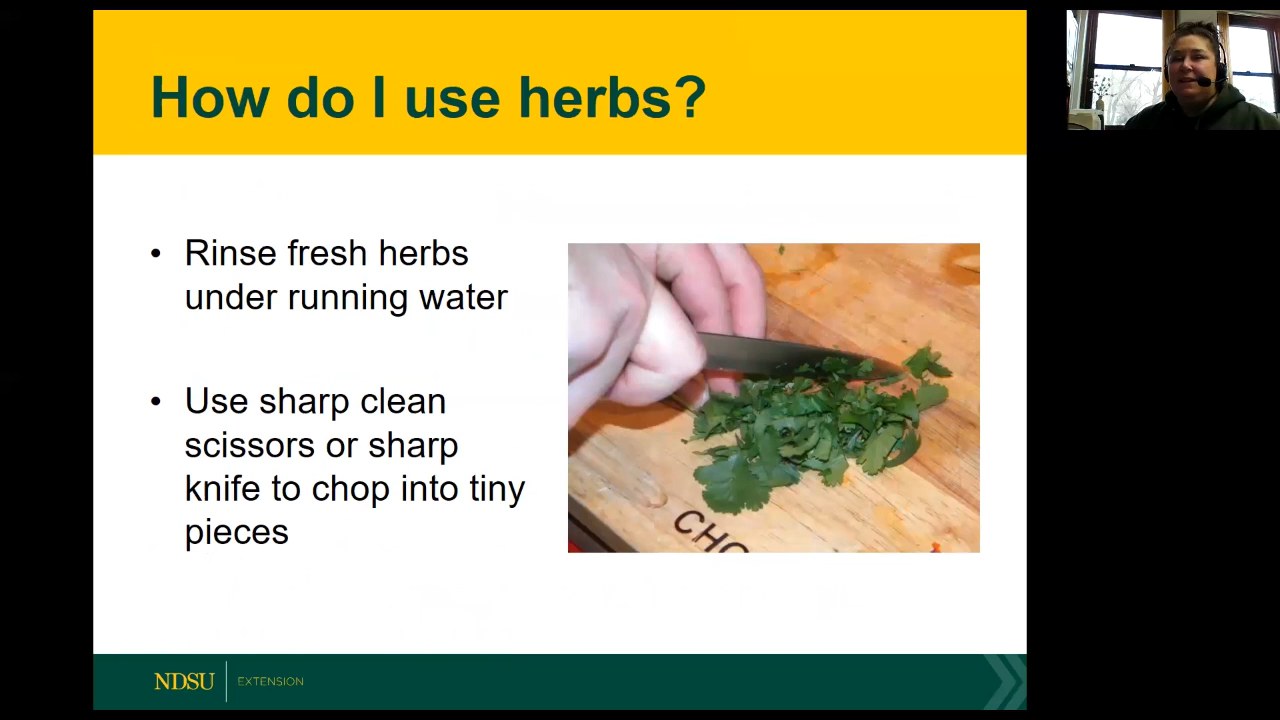 How do I use herbs?
• Rinse fresh herbs
under running water
• Use sharp clean
scissors or sharp
knife to chop into tiny
pieces
NDSU EXTENSION